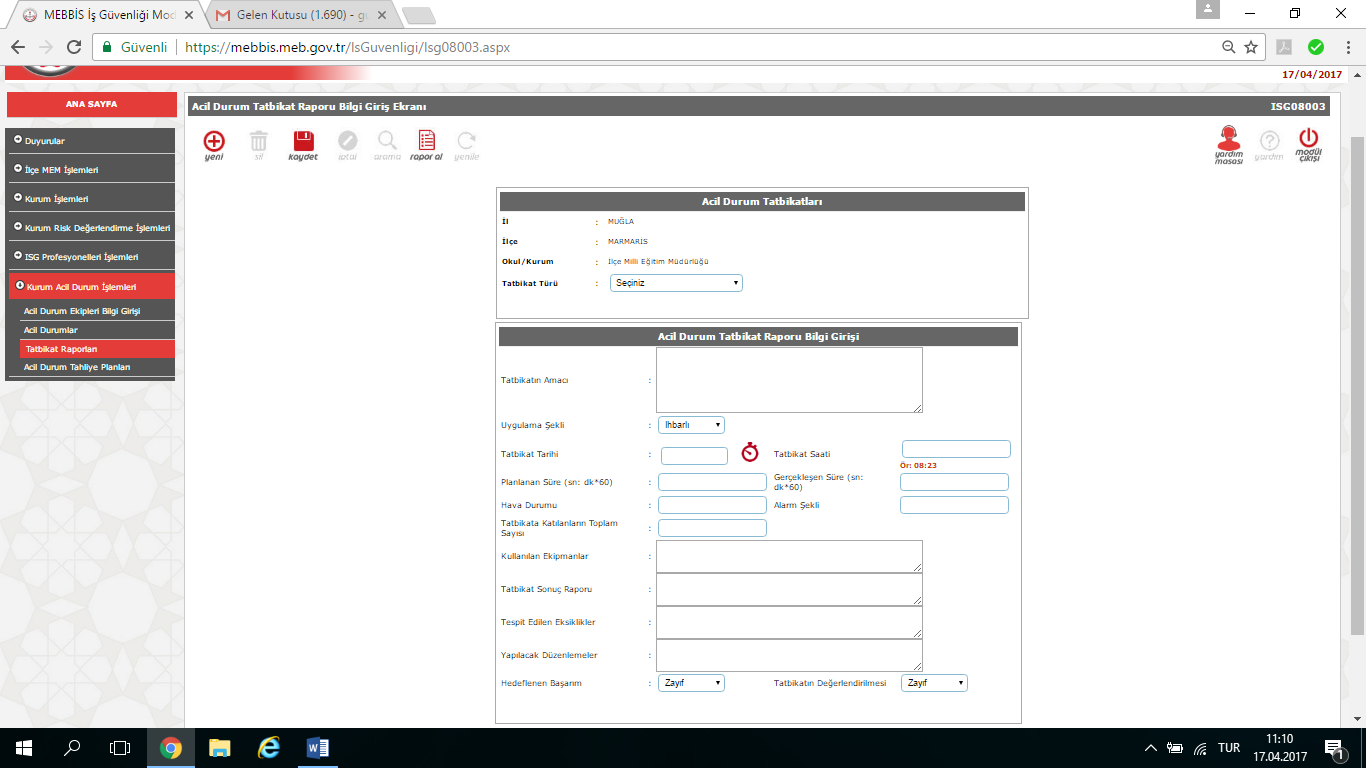 MEBBİS İş Güvenliği Mod
Gelen Kutusu (1.690) - gu
Güvenli
https://mebbis.meb.gov.tr/IsGuvenligi/Isg08003.aspx
17/04/2017
ANA SAYFA
Duyurular
İlçe MEM İşlemleri
Kurum İşlemleri
Kurum Risk Değerlendirme İşlemleri
ISG Profesyonelleri İşlemleri
Kurum Acil Durum İşlemleri
Acil Durum Ekipleri Bilgi Girişi
Acil Durumlar
Tatbikat Raporları
Acil Durum Tahliye Planları
Acil Durum Tatbikat Raporu Bilgi Giriş Ekranı ISG08003
yeni sil kaydet iptal arama rapor al yenile
yardım masası yardım modül çıkışı
Acil Durum Tatbikatları
İl : MUĞLA
İlçe : MARMARİS
Okul/Kurum : İlçe Milli Eğitim Müdürlüğü
Tatbikat Türü : Seçiniz
Acil Durum Tatbikat Raporu Bilgi Girişi
Tatbikatın Amacı :
Uygulama Şekli : İhbarlı
Tatbikat Tarihi : Tatbikat Saati
Ör: 08:23
Planlanan Süre (sn: dk*60) : Gerçekleşen Süre (sn: dk*60)
Hava Durumu : Alarm Şekli
Tatbikata Katılanların Toplam Sayısı :
Kullanılan Ekipmanlar :
Tatbikat Sonuç Raporu :
Tespit Edilen Eksiklikler :
Yapılacak Düzenlemeler :
Hedeflenen Başarım : Zayıf Tatbikatın Değerlendirilmesi Zayıf
TUR
11:10
17.04.2017
1